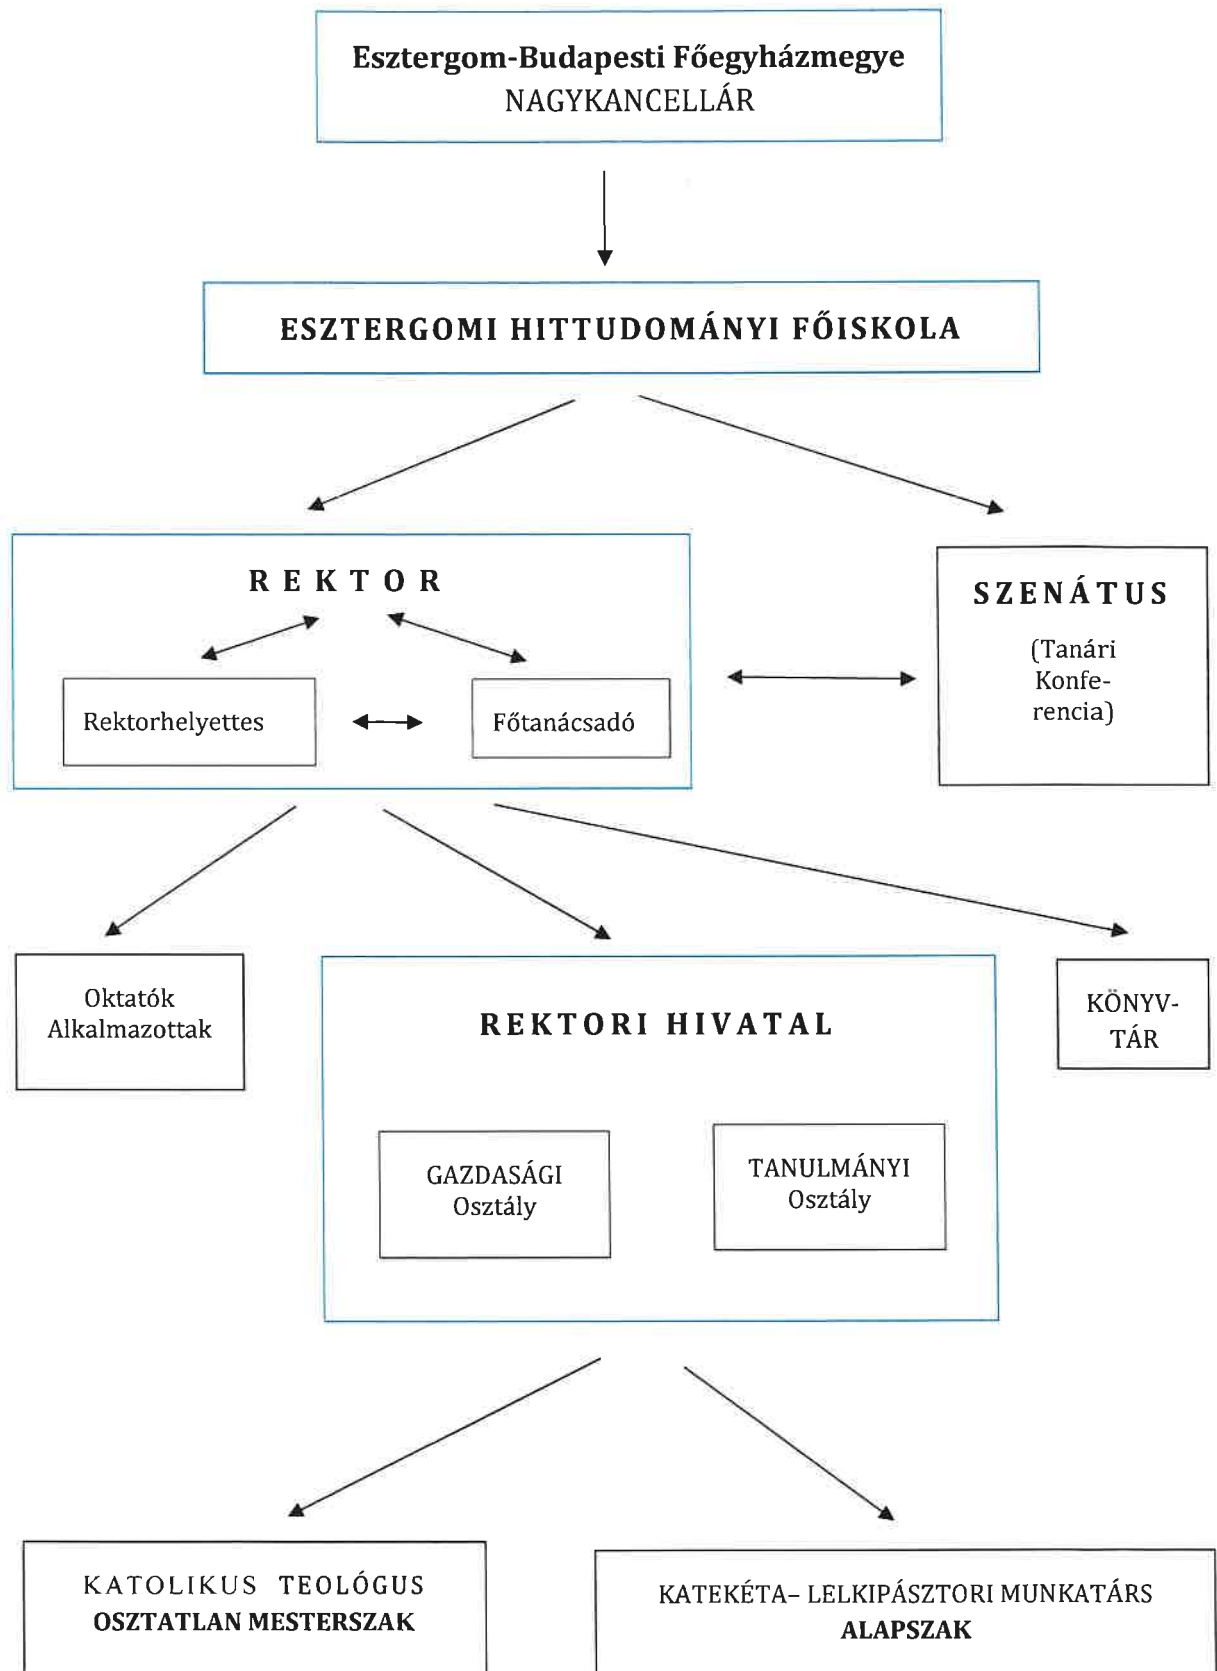 Esztergom-Budapesti Főegyházmegye
NAGYKANCELLÁR
ESZTERGOMI HITTUDOMÁNYI FŐISKOLA
REKTOR
Rektorhelyettes
Főtanácsadó
SZENÁTUS
(Tanári
Konfe-
rencia)
Oktatók
Alkalmazottak
REKTORI HIVATAL
GAZDASÁGI
Osztály
TANULMÁNYI
Osztály
KÖNYV-
TÁR
KATOLIKUS TEOLÓGUS
OSZTATLAN MESTERSZAK
KATEKÉTA– LELKIPÁSZTORI MUNKATÁRS
ALAPSZAK